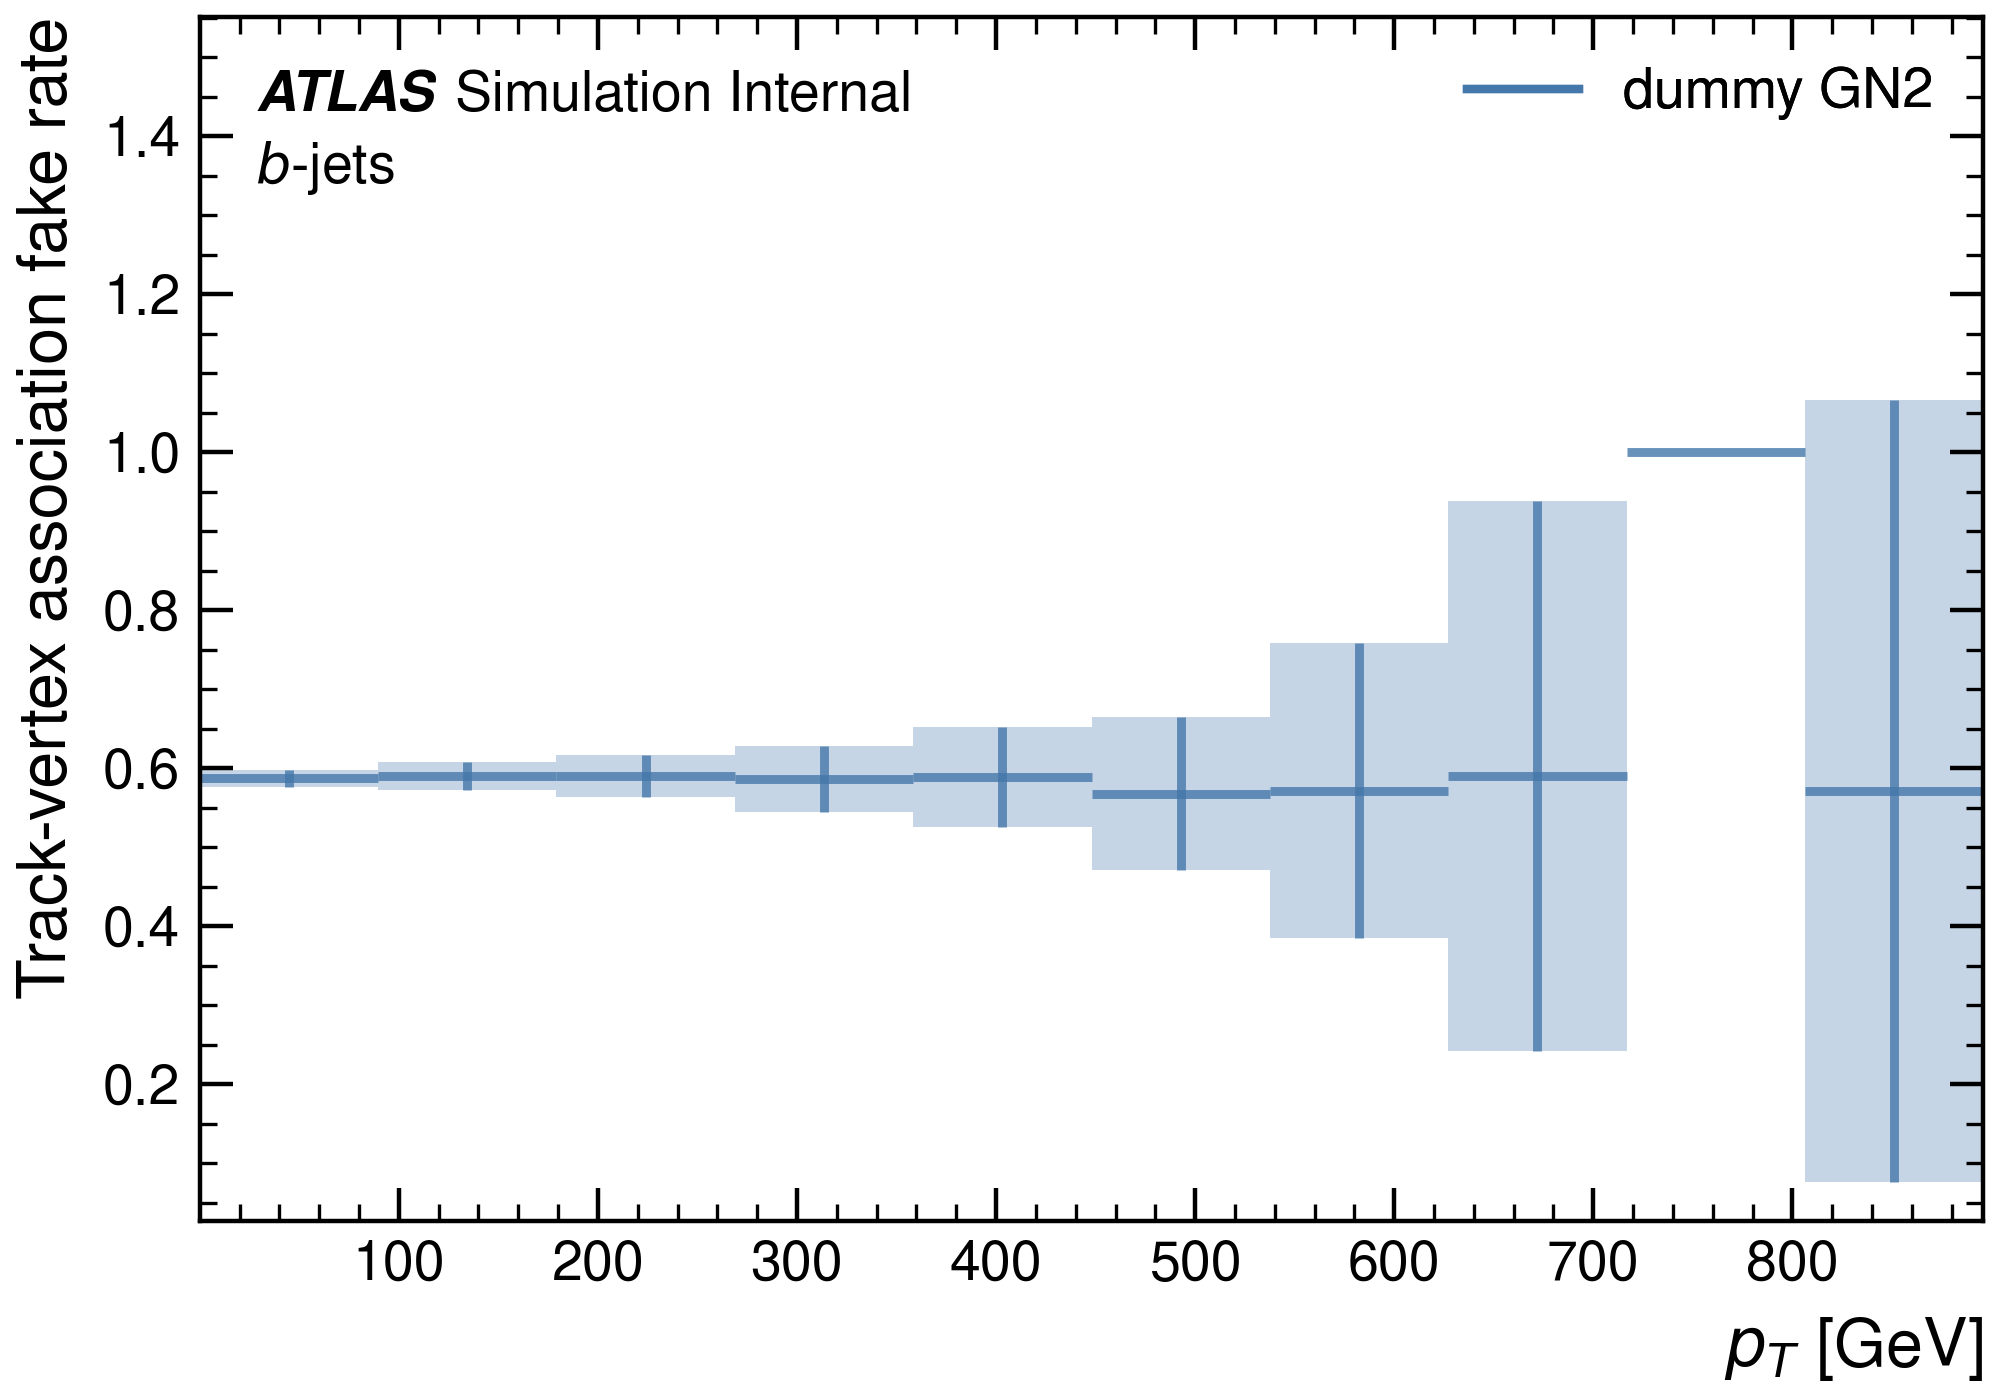 Track-vertex association fake rate
ATLAS Simulation Internal
b-jets
dummy GN2
1.4
1.2
1.0
0.8
0.6
0.4
0.2
100 200 300 400 500 600 700 800
pT [GeV]